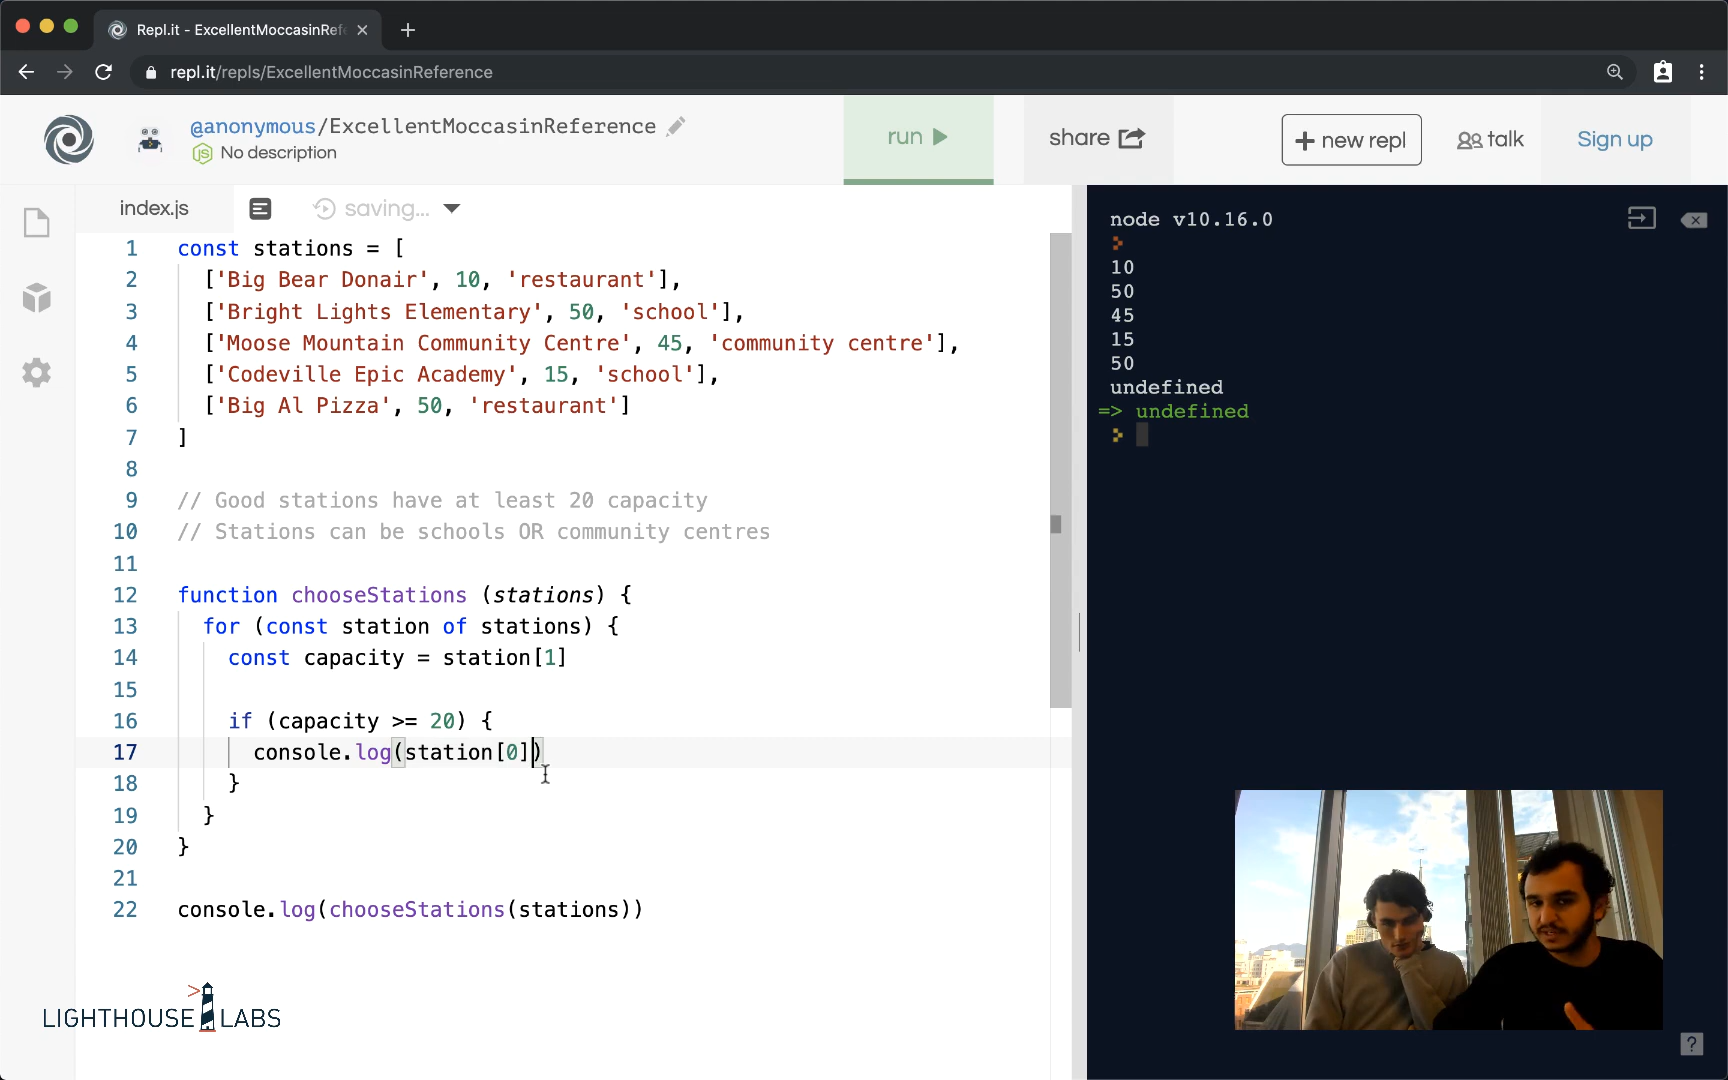 Repl.it - ExcellentMoccasinRef
repl.it/repls/ExcellentMoccasinReference
@anonymous/ExcellentMoccasinReference
No description
run
share
+ new repl
talk
Sign up
index.js
saving...
1 const stations = [
2 ['Big Bear Donair', 10, 'restaurant'],
3 ['Bright Lights Elementary', 50, 'school'],
4 ['Moose Mountain Community Centre', 45, 'community centre'],
5 ['Codeville Epic Academy', 15, 'school'],
6 ['Big Al Pizza', 50, 'restaurant']
7 ]
8
9 // Good stations have at least 20 capacity
10 // Stations can be schools OR community centres
11
12 function chooseStations (stations) {
13 for (const station of stations) {
14 const capacity = station[1]
15
16 if (capacity >= 20) {
17 console.log(station[0])
18 }
19 }
20 }
21
22 console.log(chooseStations(stations))
node v10.16.0
10
50
45
15
50
undefined
=> undefined
LIGHTHOUSE LABS
?